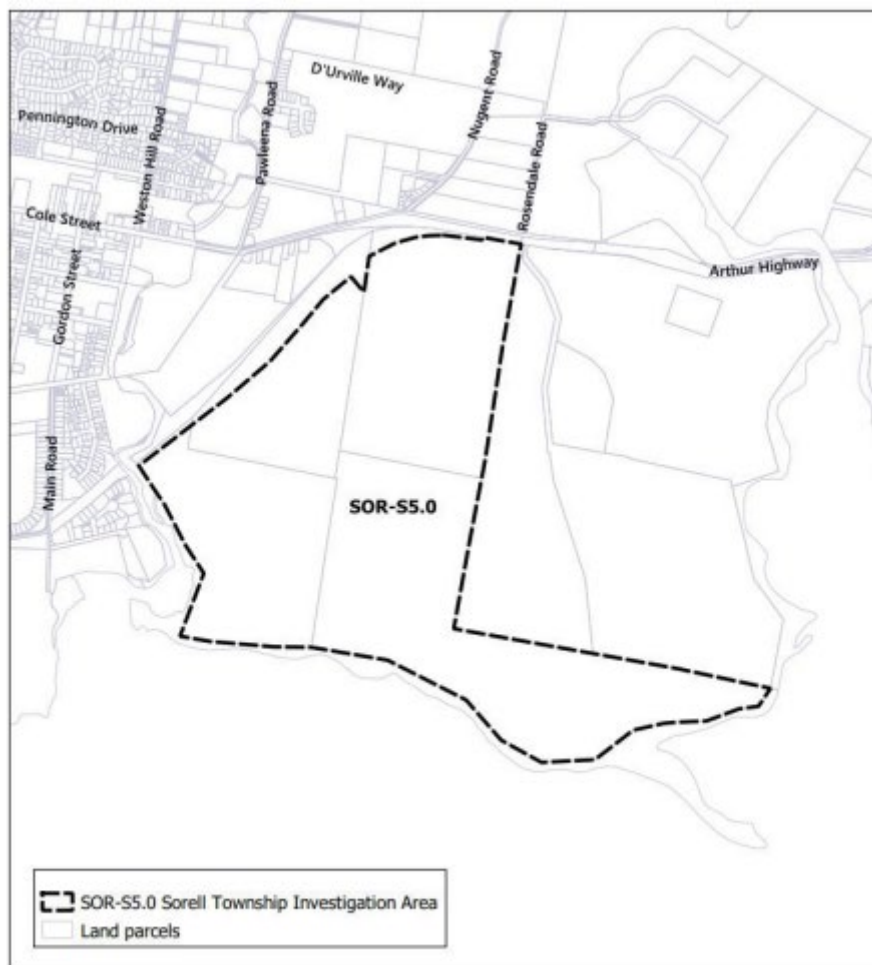 D'Urville Way
Nugent Road
Pennington Drive
Weston Hill Road
Pawleena Road
Rosendale Road
Cole Street
Gordon Street
Arthur Highway
Main Road
SOR-S5.0
SOR-S5.0 Sorell Township Investigation Area
Land parcels